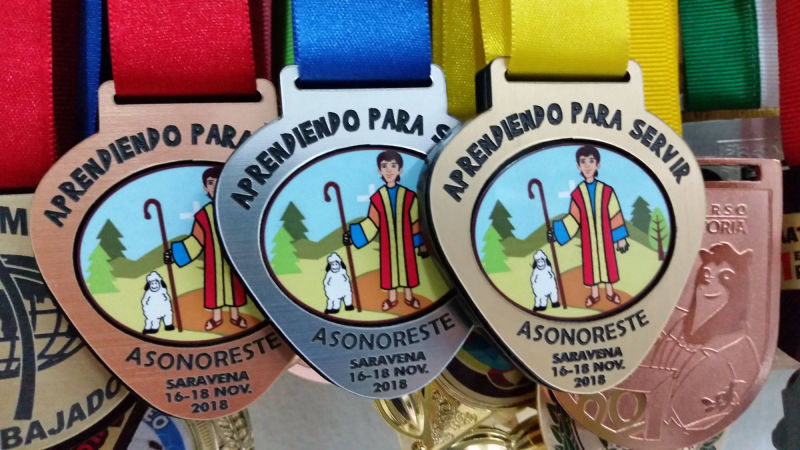 APRENDIENDO PARA
ASONORESTE
SARAVENA
16-18 NOV.
2018
APRENDIENDO PARA S
ASONORESTE
SARAVENA
16-18 NOV.
2018
APRENDIENDO PARA SERVIR
ASONORESTE
SARAVENA
16-18 NOV.
2018
BAJADO